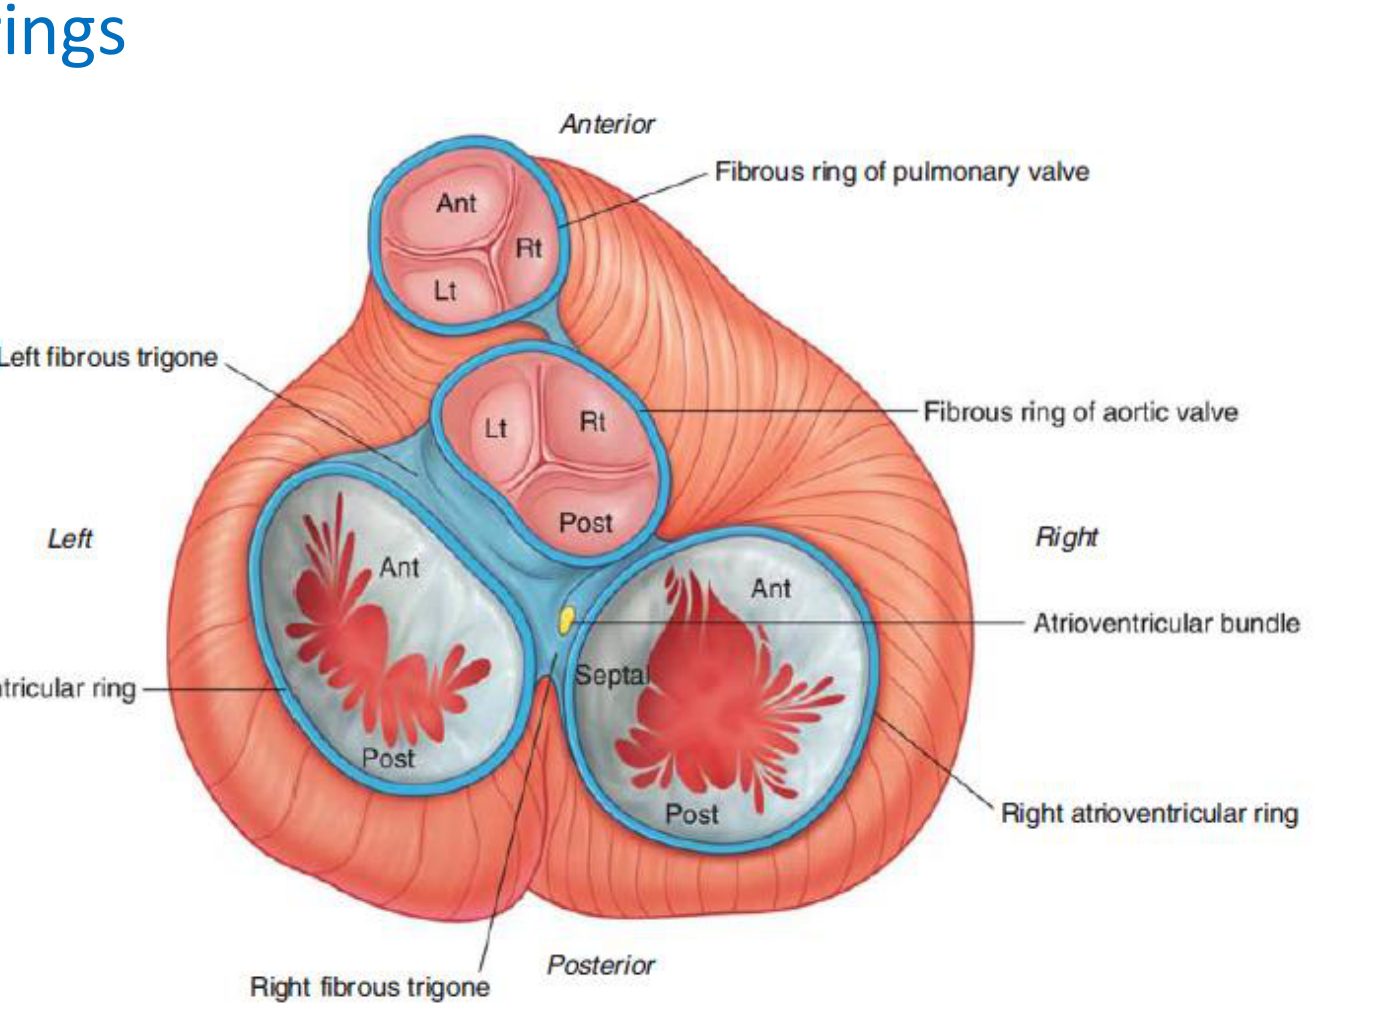 rings
Anterior
Fibrous ring of pulmonary valve
Ant
Rt
Lt
Left fibrous trigone
Fibrous ring of aortic valve
Lt
Rt
Post
Left
Right
Ant
Ant
Atrioventricular bundle
Septal
tricular ring
Post
Post
Right atrioventricular ring
Posterior
Right fibrous trigone